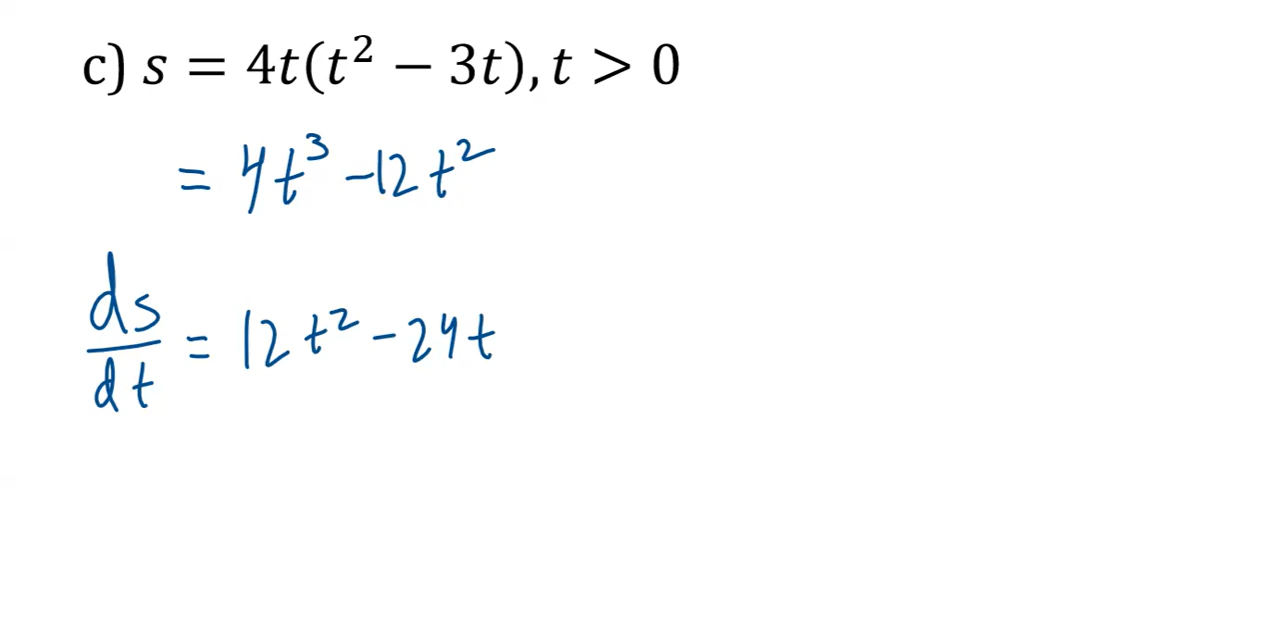 c) s = 4t(t² − 3t), t > 0
= 4t³ − 12t²
ds/dt = 12t² − 24t